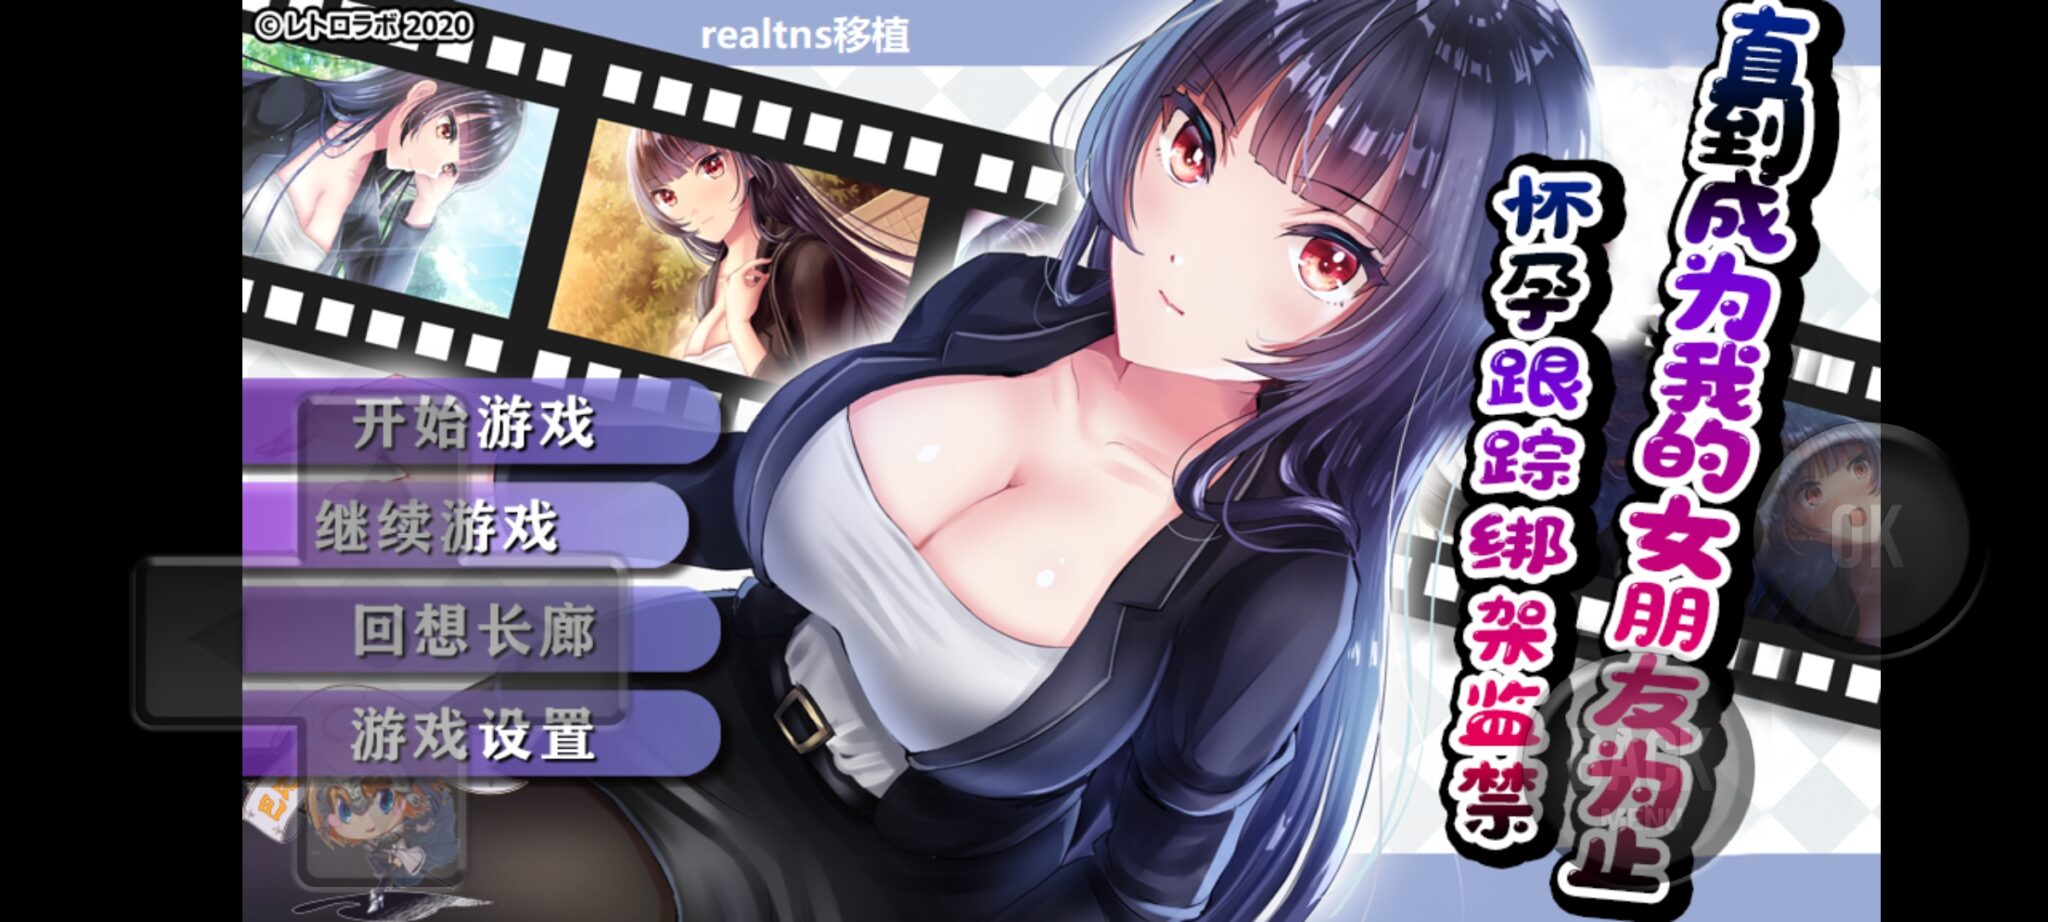 ©レトロラボ 2020
realtns移植
直到成为我的女朋友为止
怀孕跟踪绑架监禁
开始游戏
继续游戏
回想长廊
游戏设置
OK
MENU